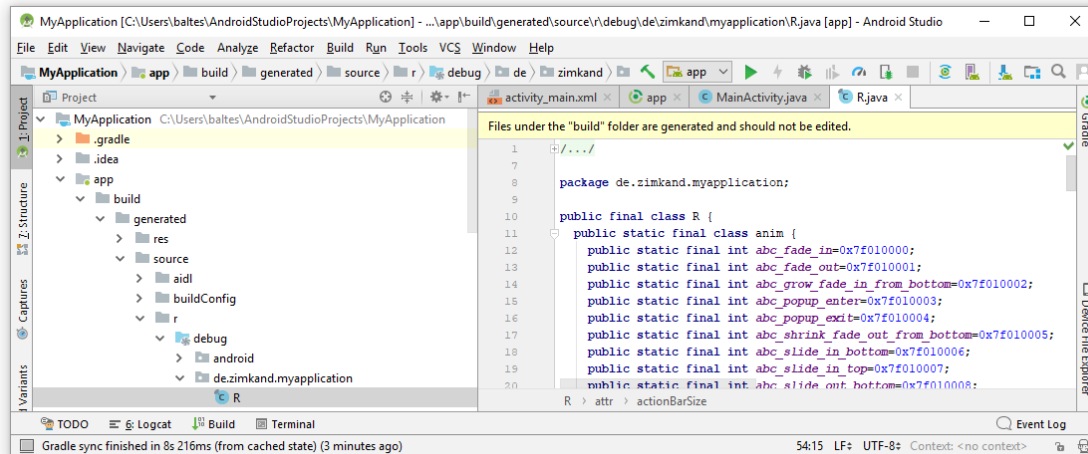 MyApplication [C:\Users\baltes\AndroidStudioProjects\MyApplication] - ...\app\build\generated\source\r\debug\de\zimkand\myapplication\R.java [app] - Android Studio
File Edit View Navigate Code Analyze Refactor Build Run Tools VCS Window Help
MyApplication app build generated source r debug de zimkand app
1: Project
Z: Structure
Captures
Variants
Project
MyApplication C:\Users\baltes\AndroidStudioProjects\MyApplication
.gradle
.idea
app
build
generated
res
source
aidl
buildConfig
r
debug
android
de.zimkand.myapplication
R
activity_main.xml app MainActivity.java R.java
Files under the "build" folder are generated and should not be edited.
1 /.../
7
8 package de.zimkand.myapplication;
9
10 public final class R {
11 public static final class anim {
12 public static final int abc_fade_in=0x7f010000;
13 public static final int abc_fade_out=0x7f010001;
14 public static final int abc_grow_fade_in_from_bottom=0x7f010002;
15 public static final int abc_popup_enter=0x7f010003;
16 public static final int abc_popup_exit=0x7f010004;
17 public static final int abc_shrink_fade_out_from_bottom=0x7f010005;
18 public static final int abc_slide_in_bottom=0x7f010006;
19 public static final int abc_slide_in_top=0x7f010007;
20 public static final int abc_slide_out_bottom=0x7f010008;
R attr actionBarSize
Gradle
Device File Explorer
TODO 6: Logcat Build Terminal Event Log
Gradle sync finished in 8s 216ms (from cached state) (3 minutes ago) 54:15 LF UTF-8 Context: <no context>